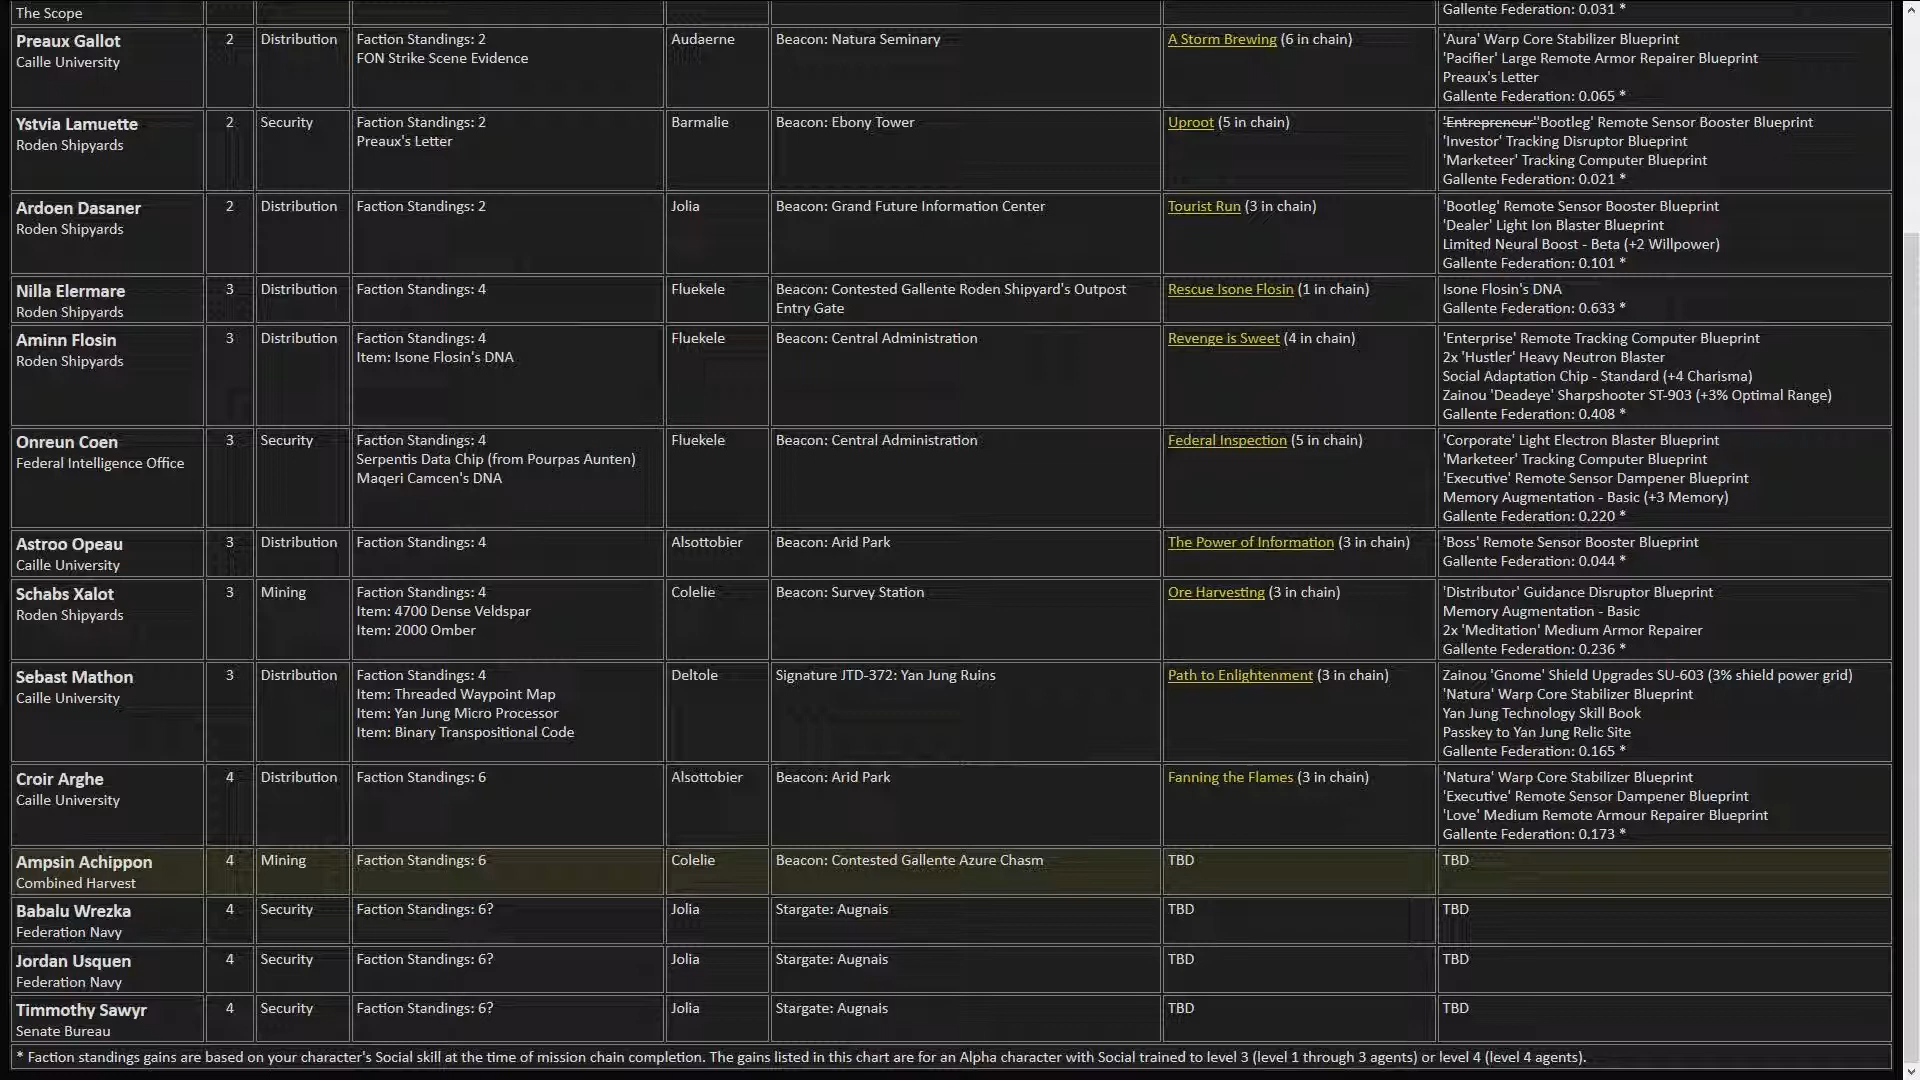 The Scope
Gallente Federation: 0.031 *
Preaux Gallot
Caille University
2
Distribution
Faction Standings: 2
FON Strike Scene Evidence
Audaerne
Beacon: Natura Seminary
A Storm Brewing (6 in chain)
'Aura' Warp Core Stabilizer Blueprint
'Pacifier' Large Remote Armor Repairer Blueprint
Preaux's Letter
Gallente Federation: 0.065 *
Ystvia Lamuette
Roden Shipyards
2
Security
Faction Standings: 2
Preaux's Letter
Barmalie
Beacon: Ebony Tower
Uproot (5 in chain)
'Entrepreneur' 'Bootleg' Remote Sensor Booster Blueprint
'Investor' Tracking Disruptor Blueprint
'Marketeer' Tracking Computer Blueprint
Gallente Federation: 0.021 *
Ardoen Dasaner
Roden Shipyards
2
Distribution
Faction Standings: 2
Jolia
Beacon: Grand Future Information Center
Tourist Run (3 in chain)
'Bootleg' Remote Sensor Booster Blueprint
'Dealer' Light Ion Blaster Blueprint
Limited Neural Boost - Beta (+2 Willpower)
Gallente Federation: 0.101 *
Nilla Elermare
Roden Shipyards
3
Distribution
Faction Standings: 4
Fluekele
Beacon: Contested Gallente Roden Shipyard's Outpost
Entry Gate
Rescue Isone Flosin (1 in chain)
Isone Flosin's DNA
Gallente Federation: 0.633 *
Aminn Flosin
Roden Shipyards
3
Distribution
Faction Standings: 4
Item: Isone Flosin's DNA
Fluekele
Beacon: Central Administration
Revenge is Sweet (4 in chain)
'Enterprise' Remote Tracking Computer Blueprint
2x 'Hustler' Heavy Neutron Blaster
Social Adaptation Chip - Standard (+4 Charisma)
Zainou 'Deadeye' Sharpshooter ST-903 (+3% Optimal Range)
Gallente Federation: 0.408 *
Onreun Coen
Federal Intelligence Office
3
Security
Faction Standings: 4
Serpentis Data Chip (from Pourpas Aunten)
Maqeri Camcen's DNA
Fluekele
Beacon: Central Administration
Federal Inspection (5 in chain)
'Corporate' Light Electron Blaster Blueprint
'Marketeer' Tracking Computer Blueprint
'Executive' Remote Sensor Dampener Blueprint
Memory Augmentation - Basic (+3 Memory)
Gallente Federation: 0.220 *
Astroo Opeau
Caille University
3
Distribution
Faction Standings: 4
Alsottobier
Beacon: Arid Park
The Power of Information (3 in chain)
'Boss' Remote Sensor Booster Blueprint
Gallente Federation: 0.044 *
Schabs Xalot
Roden Shipyards
3
Mining
Faction Standings: 4
Item: 4700 Dense Veldspar
Item: 2000 Omber
Colelie
Beacon: Survey Station
Ore Harvesting (3 in chain)
'Distributor' Guidance Disruptor Blueprint
Memory Augmentation - Basic
2x 'Meditation' Medium Armor Repairer
Gallente Federation: 0.236 *
Sebast Mathon
Caille University
3
Distribution
Faction Standings: 4
Item: Threaded Waypoint Map
Item: Yan Jung Micro Processor
Item: Binary Transpositional Code
Deltole
Signature JTD-372: Yan Jung Ruins
Path to Enlightenment (3 in chain)
Zainou 'Gnome' Shield Upgrades SU-603 (3% shield power grid)
'Natura' Warp Core Stabilizer Blueprint
Yan Jung Technology Skill Book
Passkey to Yan Jung Relic Site
Gallente Federation: 0.165 *
Croir Arghe
Caille University
4
Distribution
Faction Standings: 6
Alsottobier
Beacon: Arid Park
Fanning the Flames (3 in chain)
'Natura' Warp Core Stabilizer Blueprint
'Executive' Remote Sensor Dampener Blueprint
'Love' Medium Remote Armour Repairer Blueprint
Gallente Federation: 0.173 *
Ampsin Achippon
Combined Harvest
4
Mining
Faction Standings: 6
Colelie
Beacon: Contested Gallente Azure Chasm
TBD
TBD
Babalu Wrezka
Federation Navy
4
Security
Faction Standings: 6?
Jolia
Stargate: Augnais
TBD
TBD
Jordan Usquen
Federation Navy
4
Security
Faction Standings: 6?
Jolia
Stargate: Augnais
TBD
TBD
Timmothy Sawyr
Senate Bureau
4
Security
Faction Standings: 6?
Jolia
Stargate: Augnais
TBD
TBD
* Faction standings gains are based on your character's Social skill at the time of mission chain completion. The gains listed in this chart are for an Alpha character with Social trained to level 3 (level 1 through 3 agents) or level 4 (level 4 agents).